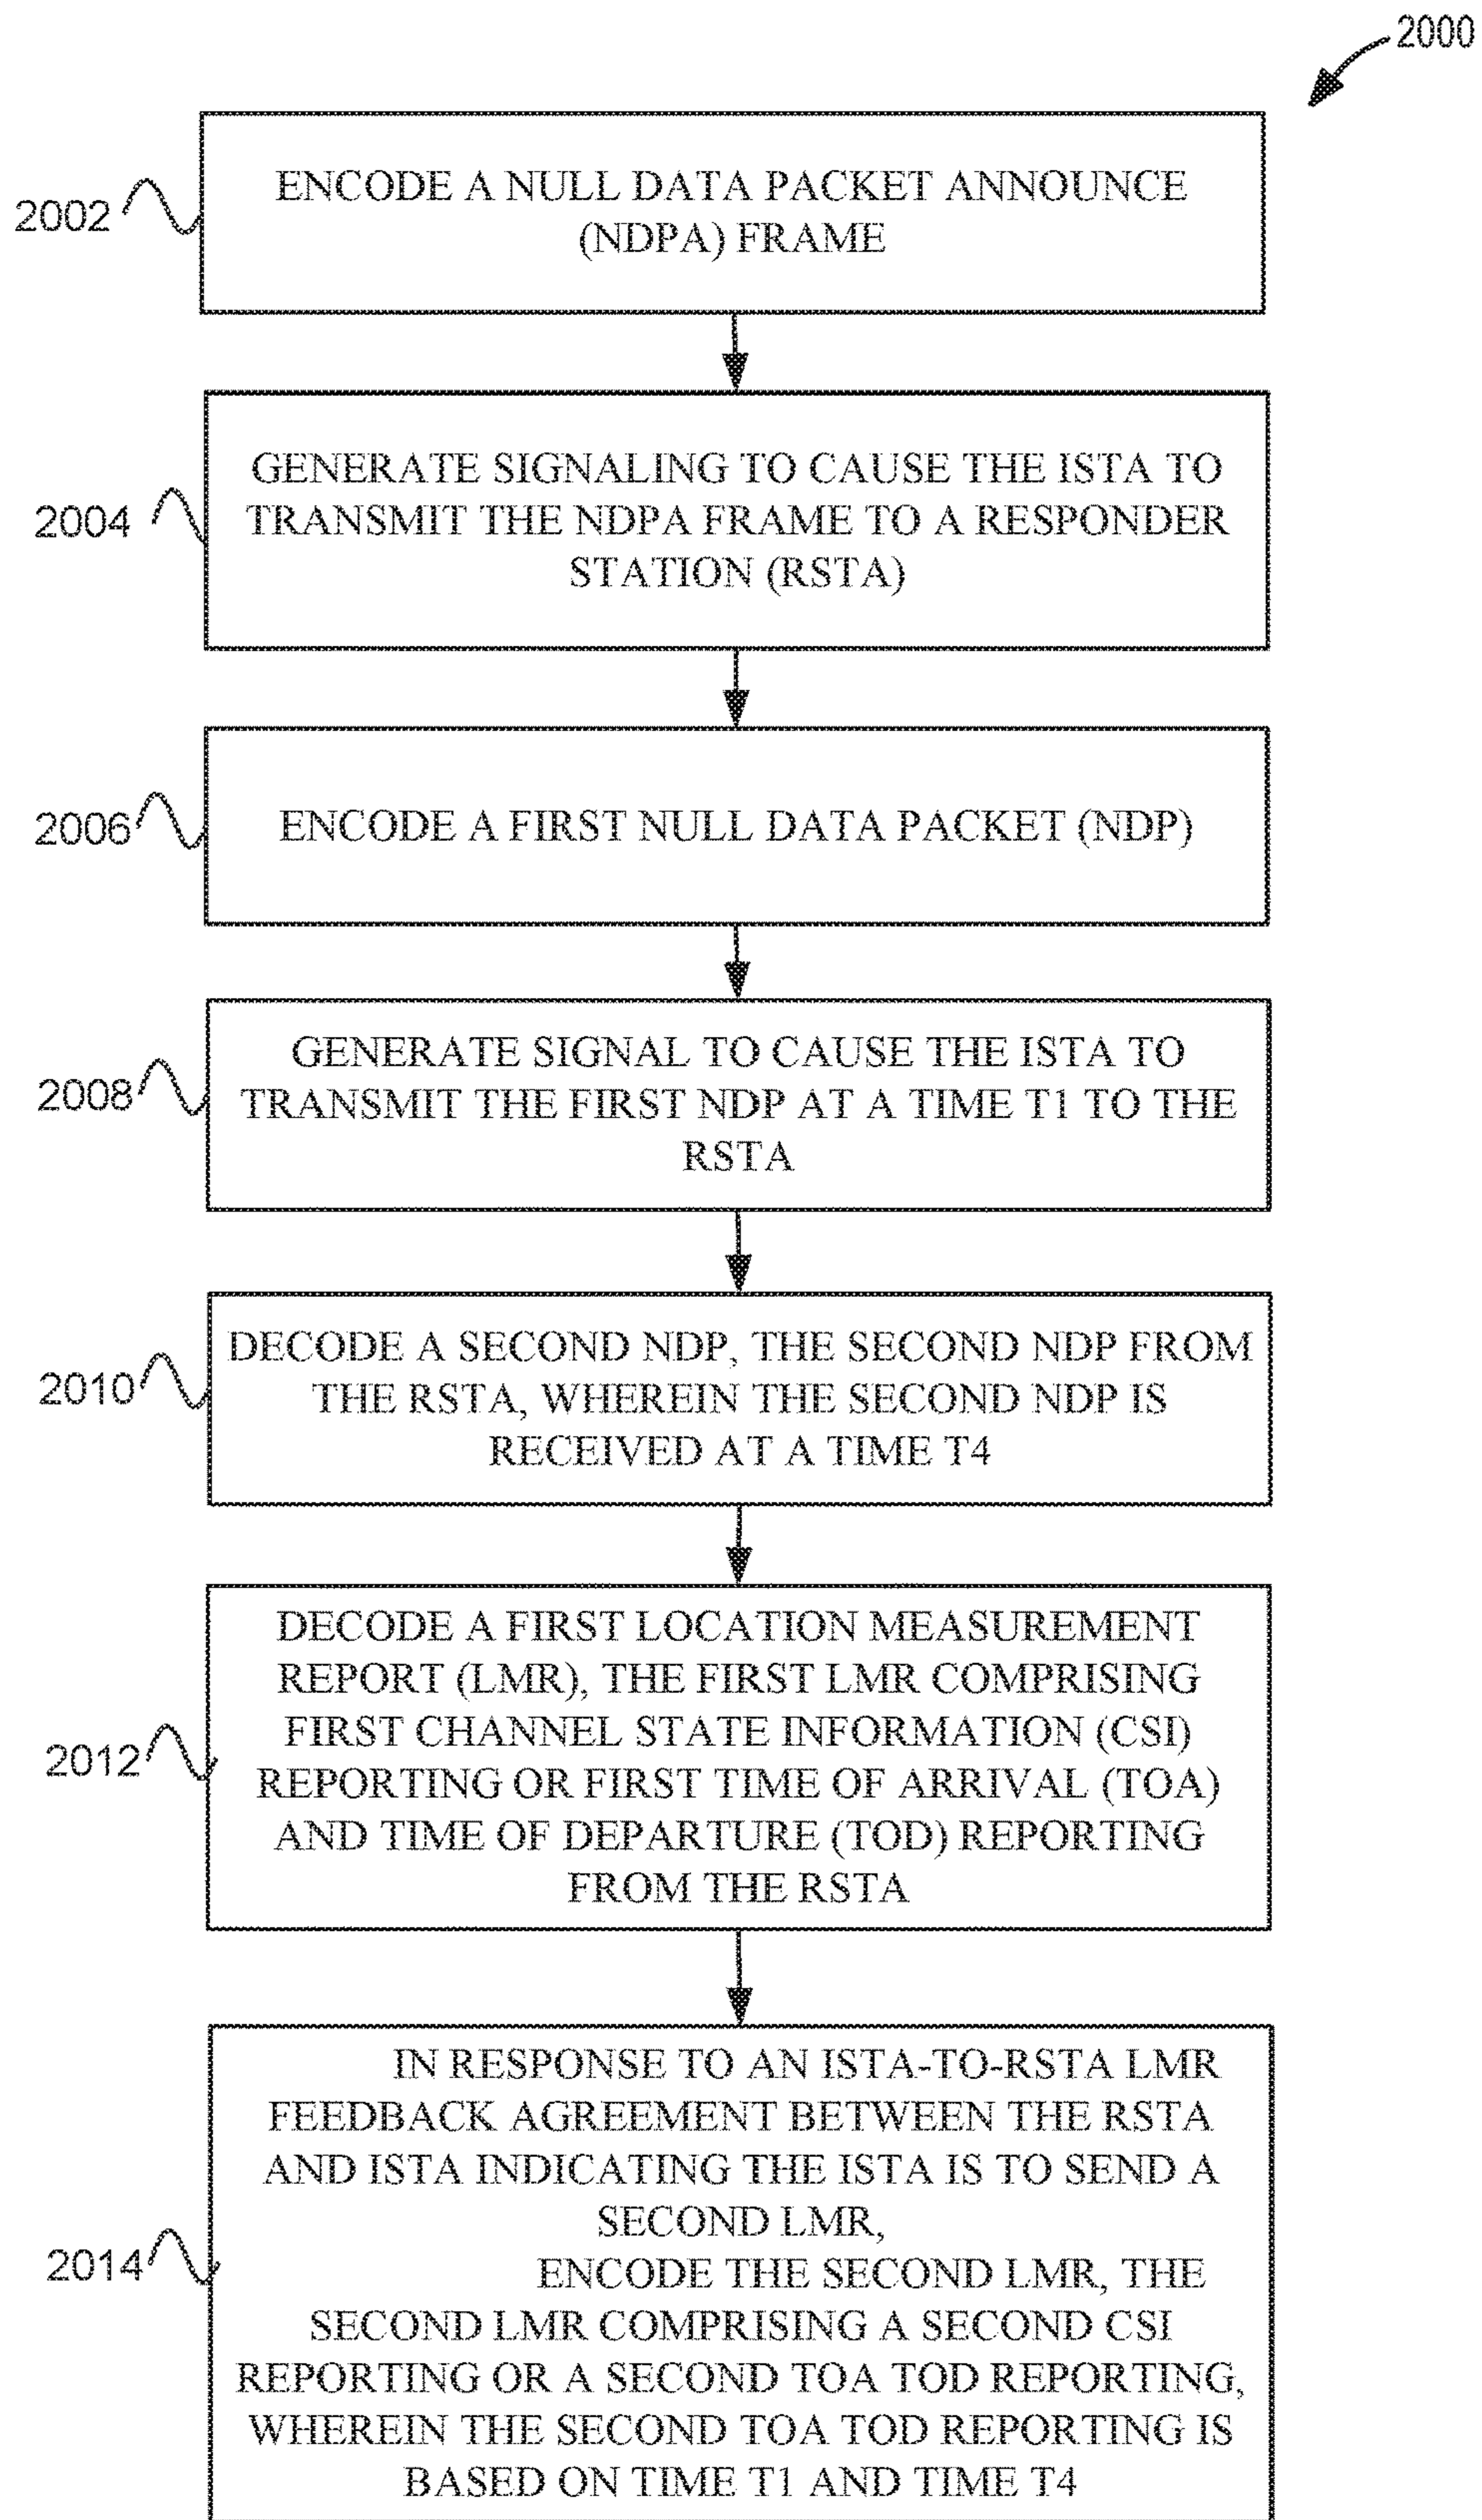 2000
2002
ENCODE A NULL DATA PACKET ANNOUNCE
(NDPA) FRAME
2004
GENERATE SIGNALING TO CAUSE THE ISTA TO
TRANSMIT THE NDPA FRAME TO A RESPONDER
STATION (RSTA)
2006
ENCODE A FIRST NULL DATA PACKET (NDP)
2008
GENERATE SIGNAL TO CAUSE THE ISTA TO
TRANSMIT THE FIRST NDP AT A TIME T1 TO THE
RSTA
2010
DECODE A SECOND NDP, THE SECOND NDP FROM
THE RSTA, WHEREIN THE SECOND NDP IS
RECEIVED AT A TIME T4
2012
DECODE A FIRST LOCATION MEASUREMENT
REPORT (LMR), THE FIRST LMR COMPRISING
FIRST CHANNEL STATE INFORMATION (CSI)
REPORTING OR FIRST TIME OF ARRIVAL (TOA)
AND TIME OF DEPARTURE (TOD) REPORTING
FROM THE RSTA
2014
IN RESPONSE TO AN ISTA-TO-RSTA LMR
FEEDBACK AGREEMENT BETWEEN THE RSTA
AND ISTA INDICATING THE ISTA IS TO SEND A
SECOND LMR,
ENCODE THE SECOND LMR, THE
SECOND LMR COMPRISING A SECOND CSI
REPORTING OR A SECOND TOA TOD REPORTING,
WHEREIN THE SECOND TOA TOD REPORTING IS
BASED ON TIME T1 AND TIME T4